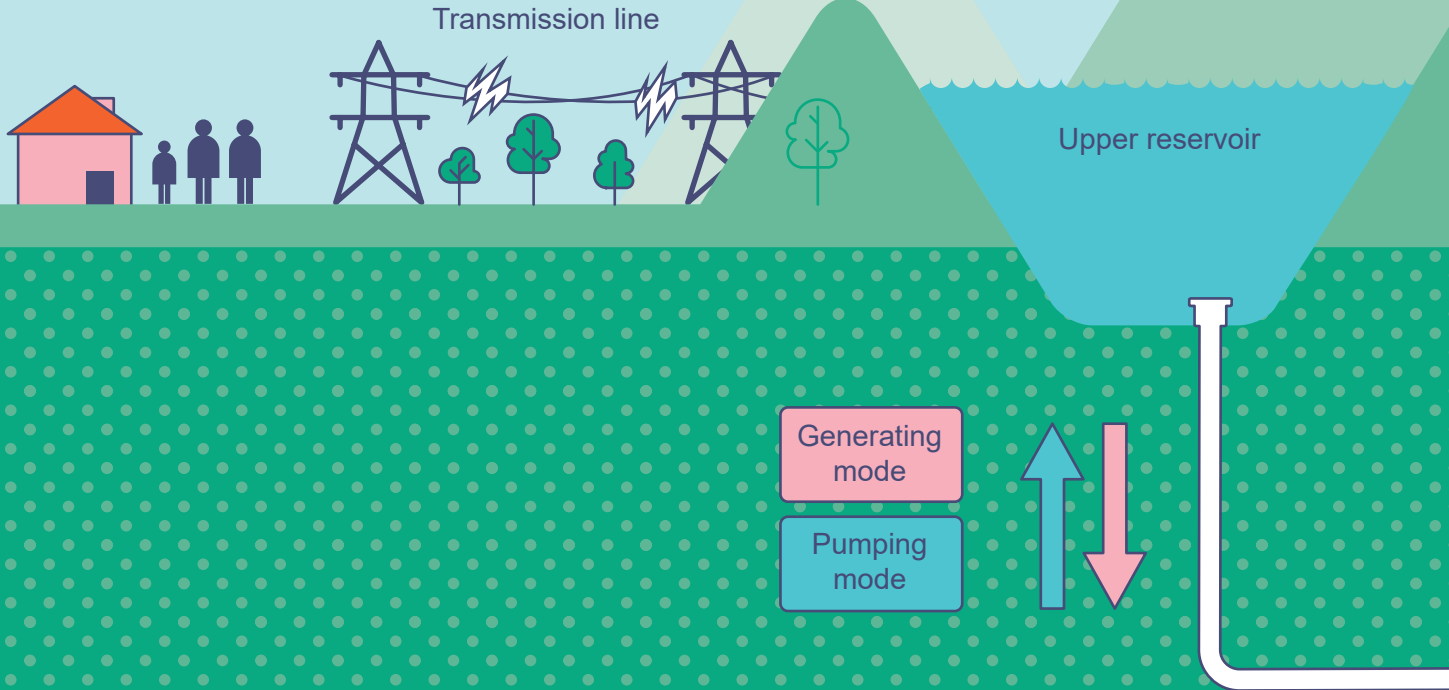 Transmission line
Upper reservoir
Generating
mode
Pumping
mode